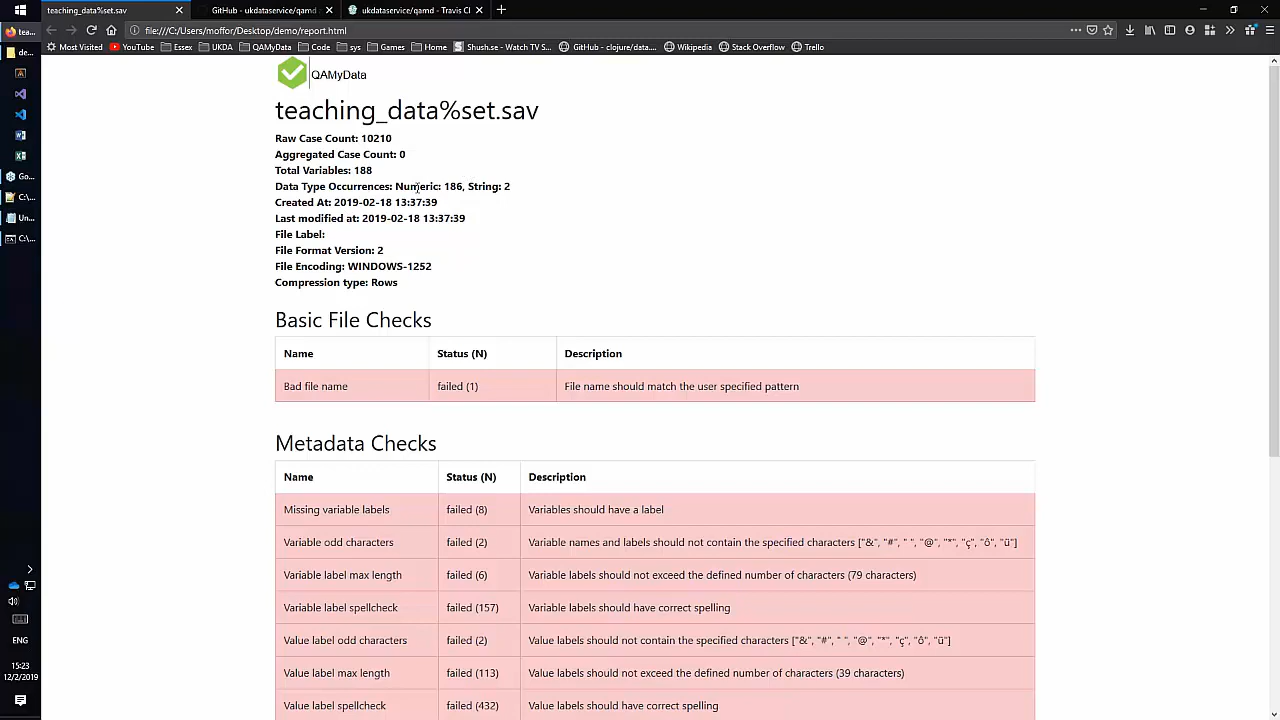 teaching_data%set.sav
GitHub - ukdataservice/qamd :
ukdataservice/qamd - Travis CI
file:///C:/Users/moffor/Desktop/demo/report.html
Most Visited
YouTube
Essex
UKDA
QAMyData
Code
sys
Games
Home
Shush.se - Watch TV S...
GitHub - clojure/data....
Wikipedia
Stack Overflow
Trello
tea...
de...
Go...
C:\...
Un...
C:\...
ENG
15:23
12/2/2019
QAMyData
teaching_data%set.sav
Raw Case Count: 10210
Aggregated Case Count: 0
Total Variables: 188
Data Type Occurrences: Numeric: 186, String: 2
Created At: 2019-02-18 13:37:39
Last modified at: 2019-02-18 13:37:39
File Label:
File Format Version: 2
File Encoding: WINDOWS-1252
Compression type: Rows
Basic File Checks
Name Status (N) Description
Bad file name failed (1) File name should match the user specified pattern
Metadata Checks
Name Status (N) Description
Missing variable labels failed (8) Variables should have a label
Variable odd characters failed (2) Variable names and labels should not contain the specified characters ["&", "#", " ", "@", "*", "ç", "ô", "ü"]
Variable label max length failed (6) Variable labels should not exceed the defined number of characters (79 characters)
Variable label spellcheck failed (157) Variable labels should have correct spelling
Value label odd characters failed (2) Value labels should not contain the specified characters ["&", "#", " ", "@", "*", "ç", "ô", "ü"]
Value label max length failed (113) Value labels should not exceed the defined number of characters (39 characters)
Value label spellcheck failed (432) Value labels should have correct spelling